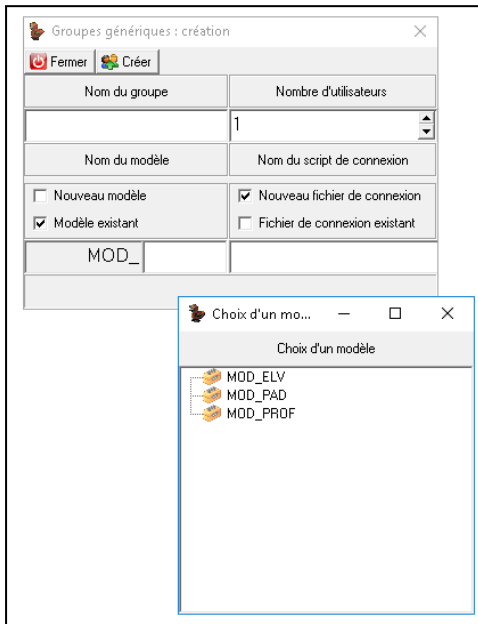 Groupes génériques : création
Fermer Créer
Nom du groupe Nombre d'utilisateurs
1
Nom du modèle Nom du script de connexion
Nouveau modèle Nouveau fichier de connexion
Modèle existant Fichier de connexion existant
MOD_
Choix d'un mo...
Choix d'un modèle
MOD_ELV
MOD_PAD
MOD_PROF